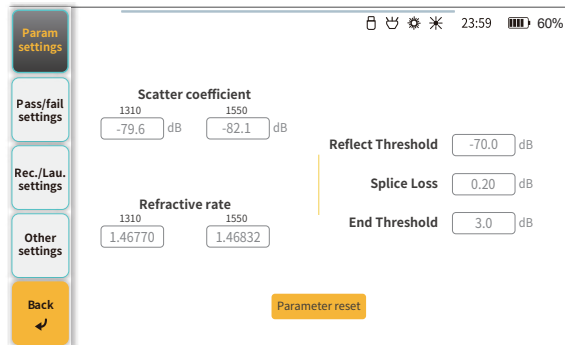 23:59 60%
Param
settings
Pass/fail
settings
Rec./Lau.
settings
Other
settings
Back
Scatter coefficient
1310 1550
-79.6 dB -82.1 dB
Refractive rate
1310 1550
1.46770 1.46832
Reflect Threshold -70.0 dB
Splice Loss 0.20 dB
End Threshold 3.0 dB
Parameter reset